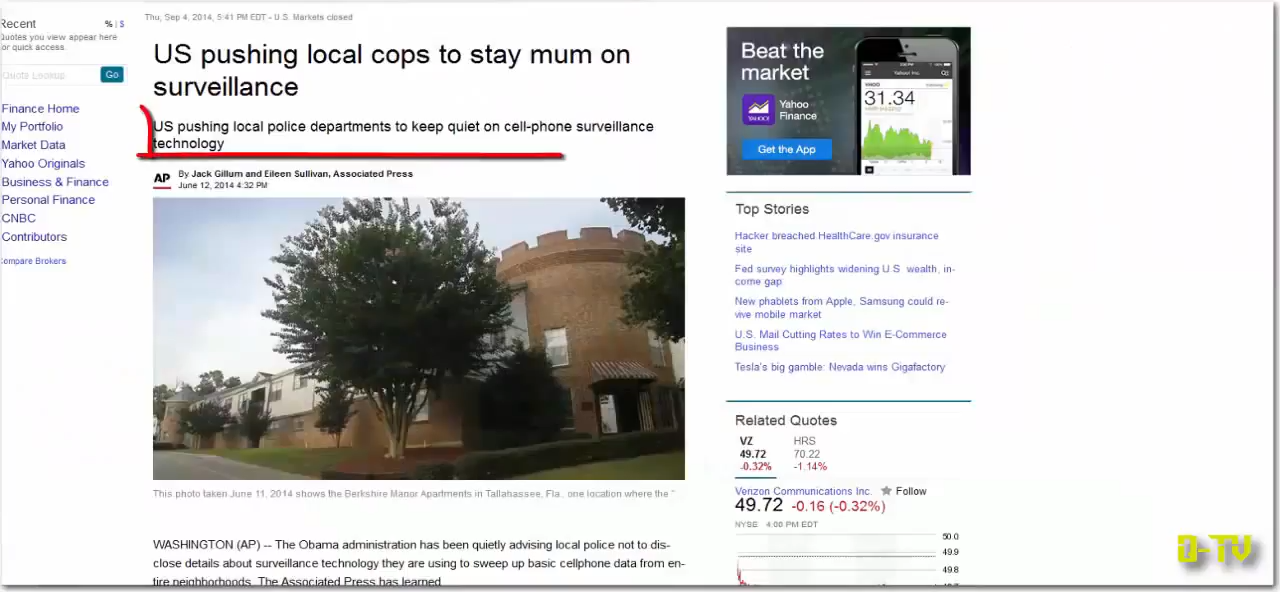 Thu, Sep 4, 2014, 5:41 PM EDT - U.S. Markets closed
Recent
% | $
Quotes you view appear here
for quick access.
Quote Lookup
Go
Finance Home
My Portfolio
Market Data
Yahoo Originals
Business & Finance
Personal Finance
CNBC
Contributors
Compare Brokers
US pushing local cops to stay mum on
surveillance
US pushing local police departments to keep quiet on cell-phone surveillance
technology
AP
By Jack Gillum and Eileen Sullivan, Associated Press
June 12, 2014 4:32 PM
This photo taken June 11, 2014 shows the Berkshire Manor Apartments in Tallahassee, Fla., one location where the "
WASHINGTON (AP) -- The Obama administration has been quietly advising local police not to dis-
close details about surveillance technology they are using to sweep up basic cellphone data from en-
tire neighborhoods, The Associated Press has learned.
Beat the
market
Yahoo
Finance
Get the App
31.34
Top Stories
Hacker breached HealthCare.gov insurance
site
Fed survey highlights widening U.S. wealth, in-
come gap
New phablets from Apple, Samsung could re-
vive mobile market
U.S. Mail Cutting Rates to Win E-Commerce
Business
Tesla's big gamble: Nevada wins Gigafactory
Related Quotes
VZ HRS
49.72 70.22
-0.32% -1.14%
Verizon Communications Inc. Follow
49.72 -0.16 (-0.32%)
NYSE 4:00 PM EDT
50.0
49.9
49.8